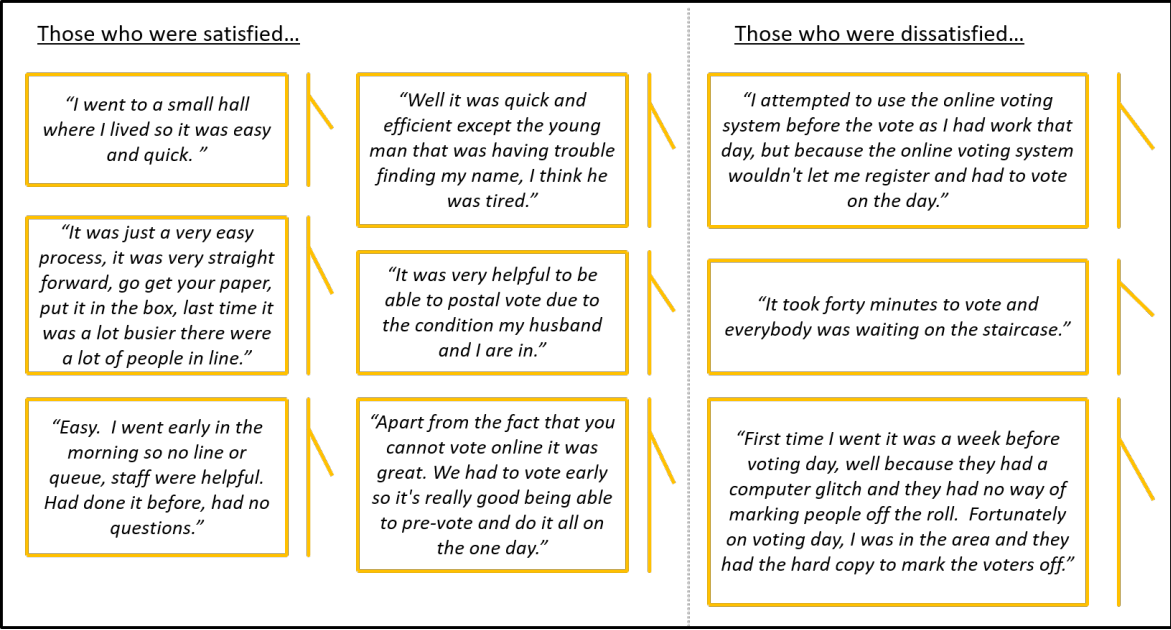 Those who were satisfied...
“I went to a small hall
where I lived so it was easy
and quick. ”
“It was just a very easy
process, it was very straight
forward, go get your paper,
put it in the box, last time it
was a lot busier there were
a lot of people in line.”
“Easy.  I went early in the
morning so no line or
queue, staff were helpful.
Had done it before, had no
questions.”
“Well it was quick and
efficient except the young
man that was having trouble
finding my name, I think he
was tired.”
“It was very helpful to be
able to postal vote due to
the condition my husband
and I are in.”
“Apart from the fact that you
cannot vote online it was
great. We had to vote early
so it's really good being able
to pre-vote and do it all on
the one day.”
Those who were dissatisfied...
“I attempted to use the online voting
system before the vote as I had work that
day, but because the online voting system
wouldn't let me register and had to vote
on the day.”
“It took forty minutes to vote and
everybody was waiting on the staircase.”
“First time I went it was a week before
voting day, well because they had a
computer glitch and they had no way of
marking people off the roll.  Fortunately
on voting day, I was in the area and they
had the hard copy to mark the voters off.”